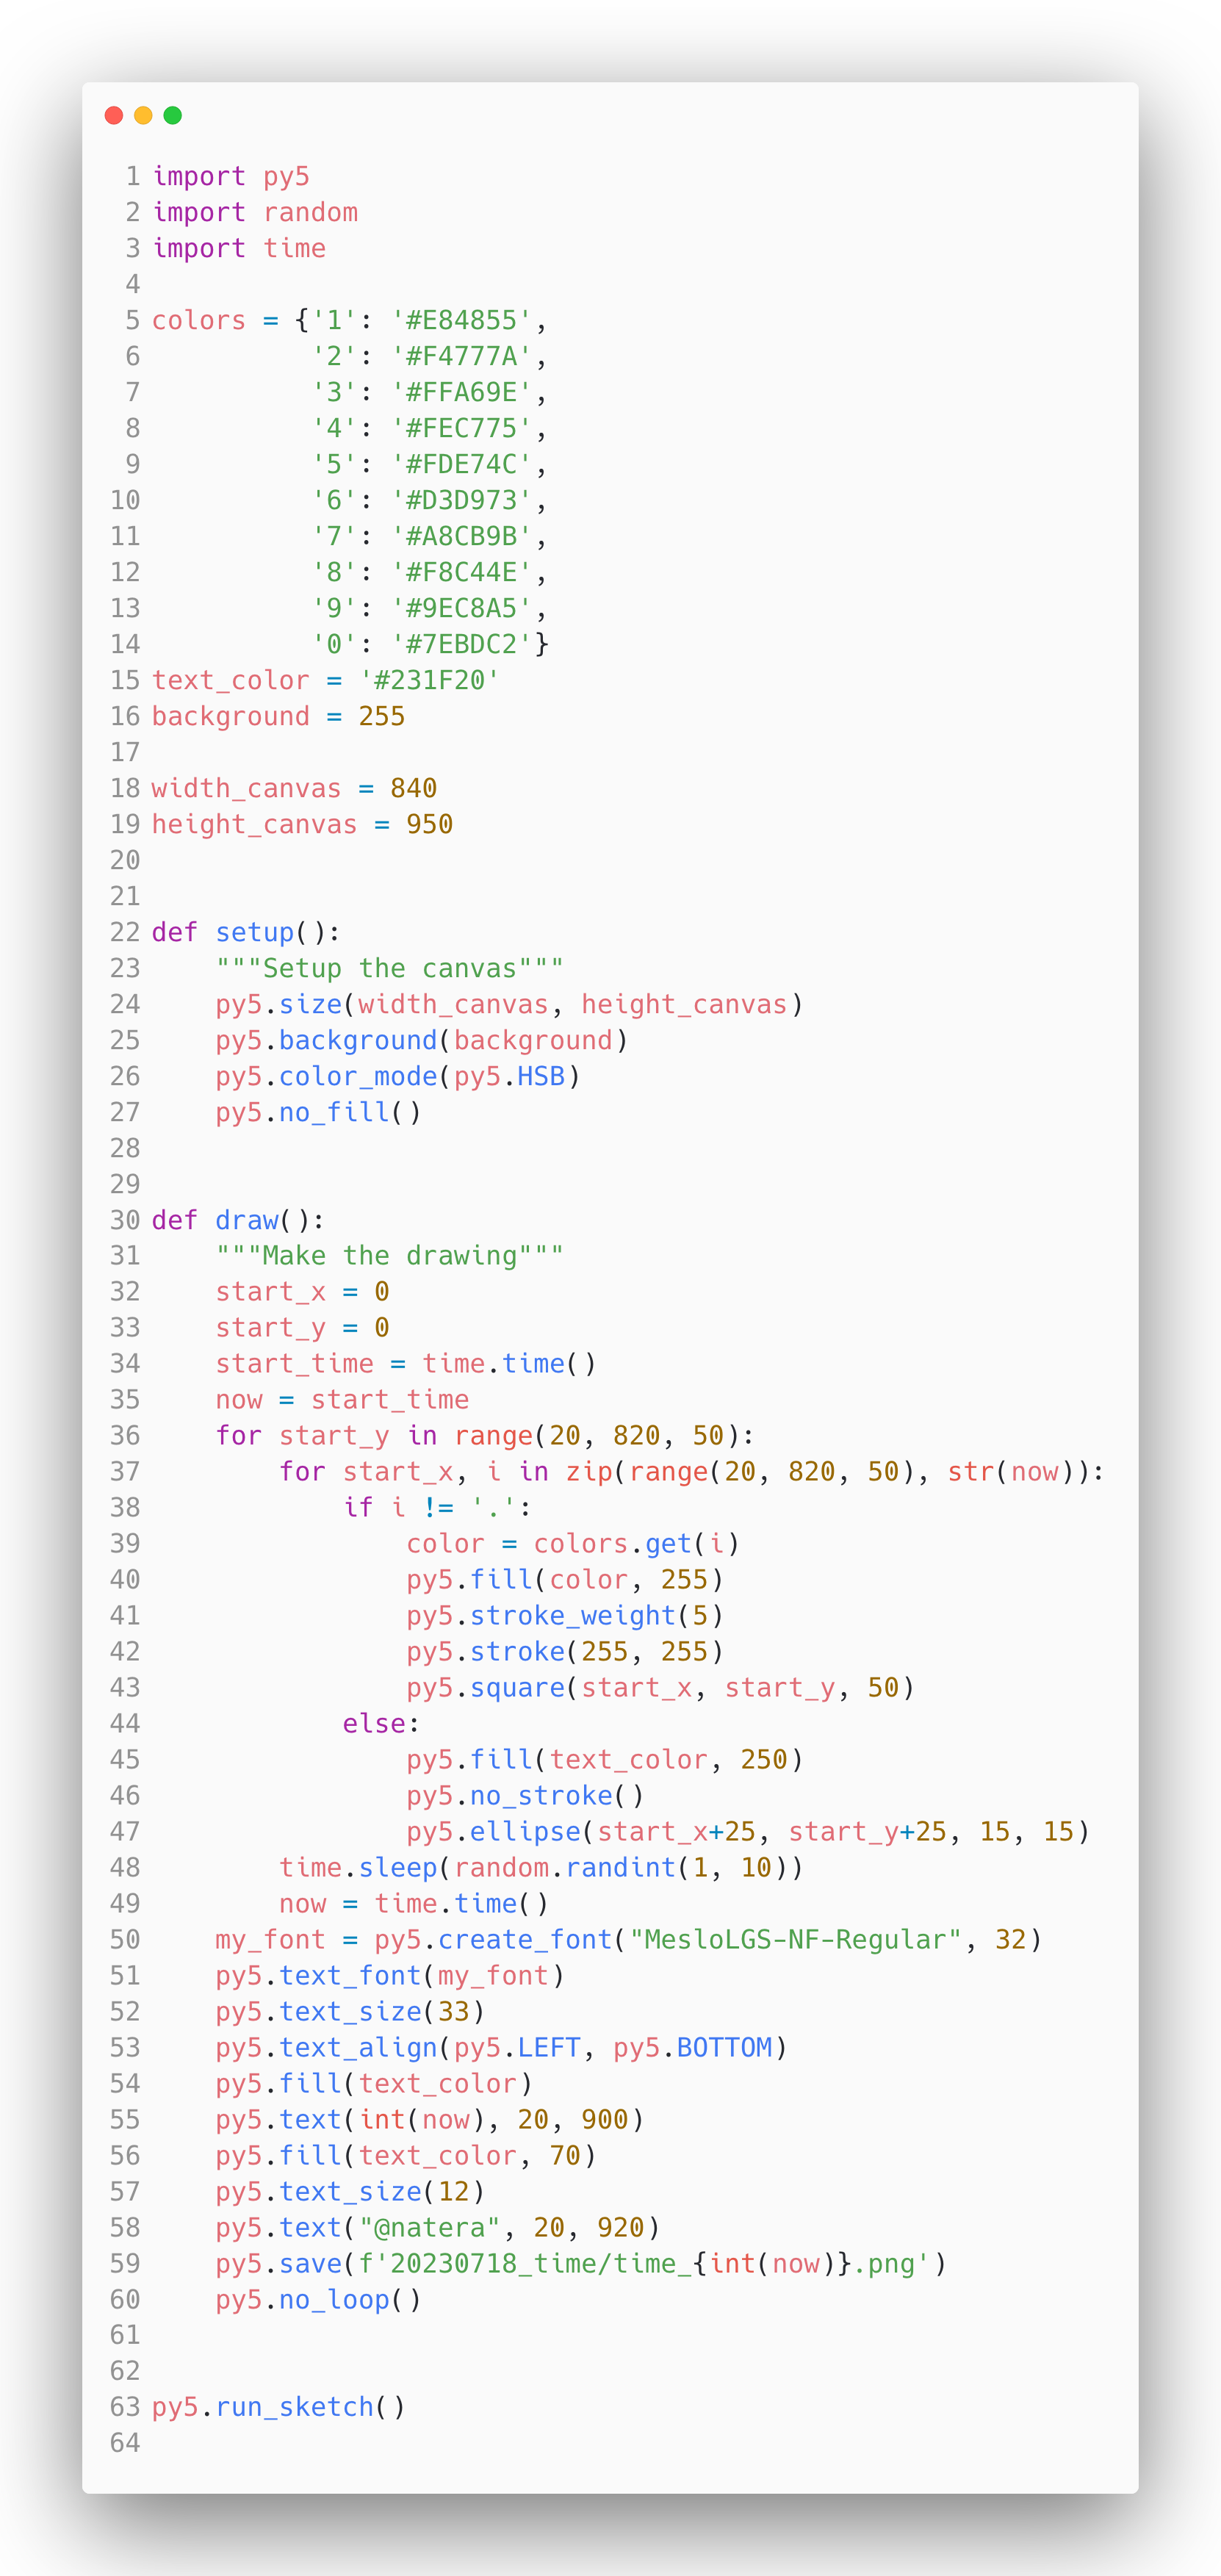 1 import py5
2 import random
3 import time
4
5 colors = {'1': '#E84855',
6           '2': '#F4777A',
7           '3': '#FFA69E',
8           '4': '#FEC775',
9           '5': '#FDE74C',
10           '6': '#D3D973',
11           '7': '#A8CB9B',
12           '8': '#F8C44E',
13           '9': '#9EC8A5',
14           '0': '#7EBDC2'}
15 text_color = '#231F20'
16 background = 255
17
18 width_canvas = 840
19 height_canvas = 950
20
21
22 def setup():
23     """Setup the canvas"""
24     py5.size(width_canvas, height_canvas)
25     py5.background(background)
26     py5.color_mode(py5.HSB)
27     py5.no_fill()
28
29
30 def draw():
31     """Make the drawing"""
32     start_x = 0
33     start_y = 0
34     start_time = time.time()
35     now = start_time
36     for start_y in range(20, 820, 50):
37         for start_x, i in zip(range(20, 820, 50), str(now)):
38             if i != '.':
39                 color = colors.get(i)
40                 py5.fill(color, 255)
41                 py5.stroke_weight(5)
42                 py5.stroke(255, 255)
43                 py5.square(start_x, start_y, 50)
44             else:
45                 py5.fill(text_color, 250)
46                 py5.no_stroke()
47                 py5.ellipse(start_x+25, start_y+25, 15, 15)
48         time.sleep(random.randint(1, 10))
49         now = time.time()
50     my_font = py5.create_font("MesloLGS-NF-Regular", 32)
51     py5.text_font(my_font)
52     py5.text_size(33)
53     py5.text_align(py5.LEFT, py5.BOTTOM)
54     py5.fill(text_color)
55     py5.text(int(now), 20, 900)
56     py5.fill(text_color, 70)
57     py5.text_size(12)
58     py5.text("@natera", 20, 920)
59     py5.save(f'20230718_time/time_{int(now)}.png')
60     py5.no_loop()
61
62
63 py5.run_sketch()
64